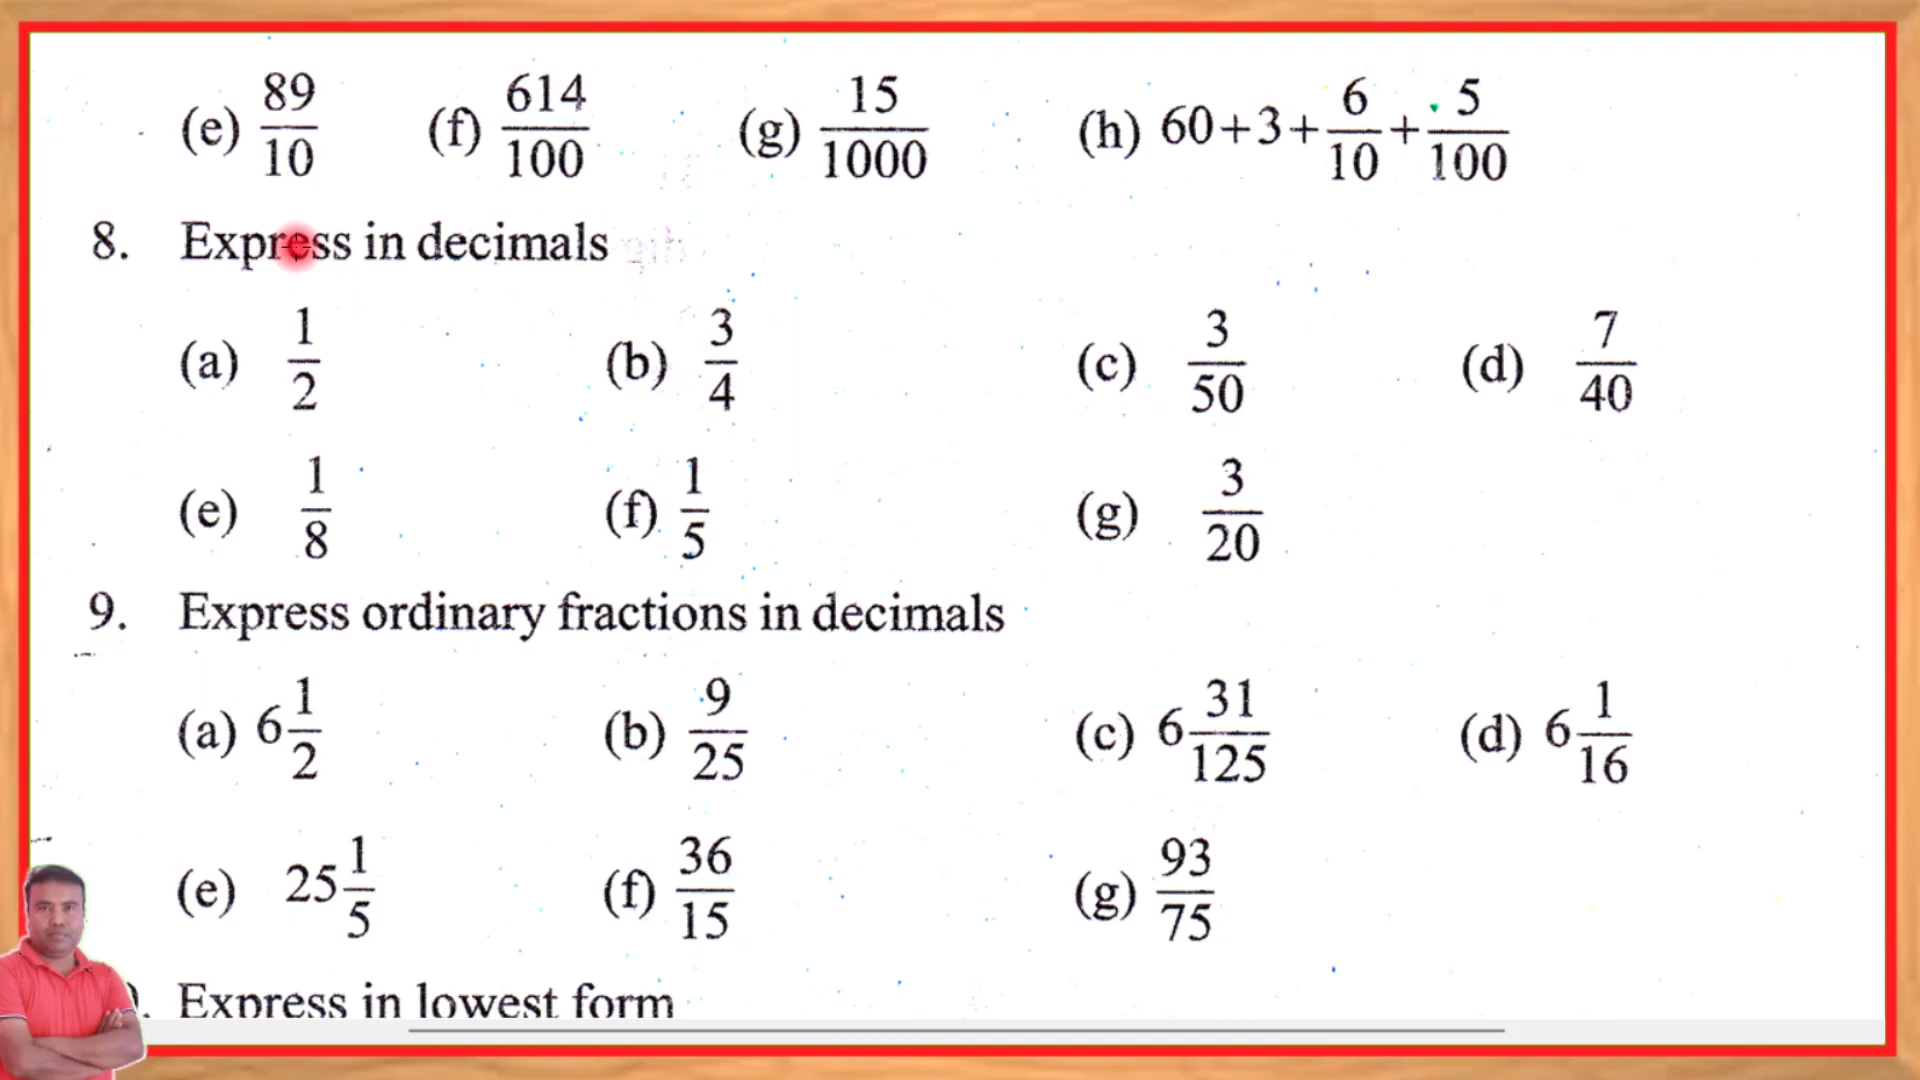 (e) 89/10 (f) 614/100 (g) 15/1000 (h) 60+3+6/10+5/100
8. Express in decimals
(a) 1/2 (b) 3/4 (c) 3/50 (d) 7/40
(e) 1/8 (f) 1/5 (g) 3/20
9. Express ordinary fractions in decimals
(a) 6 1/2 (b) 9/25 (c) 6 31/125 (d) 6 1/16
(e) 25 1/5 (f) 36/15 (g) 93/75
Express in lowest form